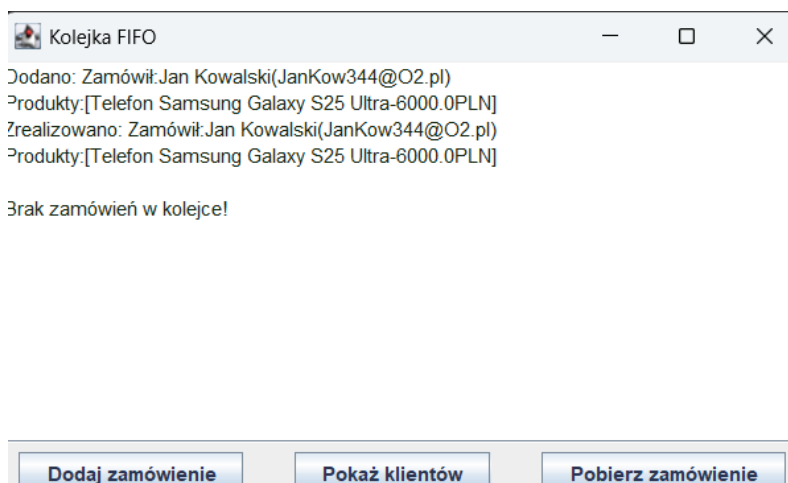 Kolejka FIFO
Dodano: Zamówił:Jan Kowalski(JanKow344@O2.pl)
Produkty:[Telefon Samsung Galaxy S25 Ultra-6000.0PLN]
Zrealizowano: Zamówił:Jan Kowalski(JanKow344@O2.pl)
Produkty:[Telefon Samsung Galaxy S25 Ultra-6000.0PLN]
Brak zamówień w kolejce!
Dodaj zamówienie
Pokaż klientów
Pobierz zamówienie